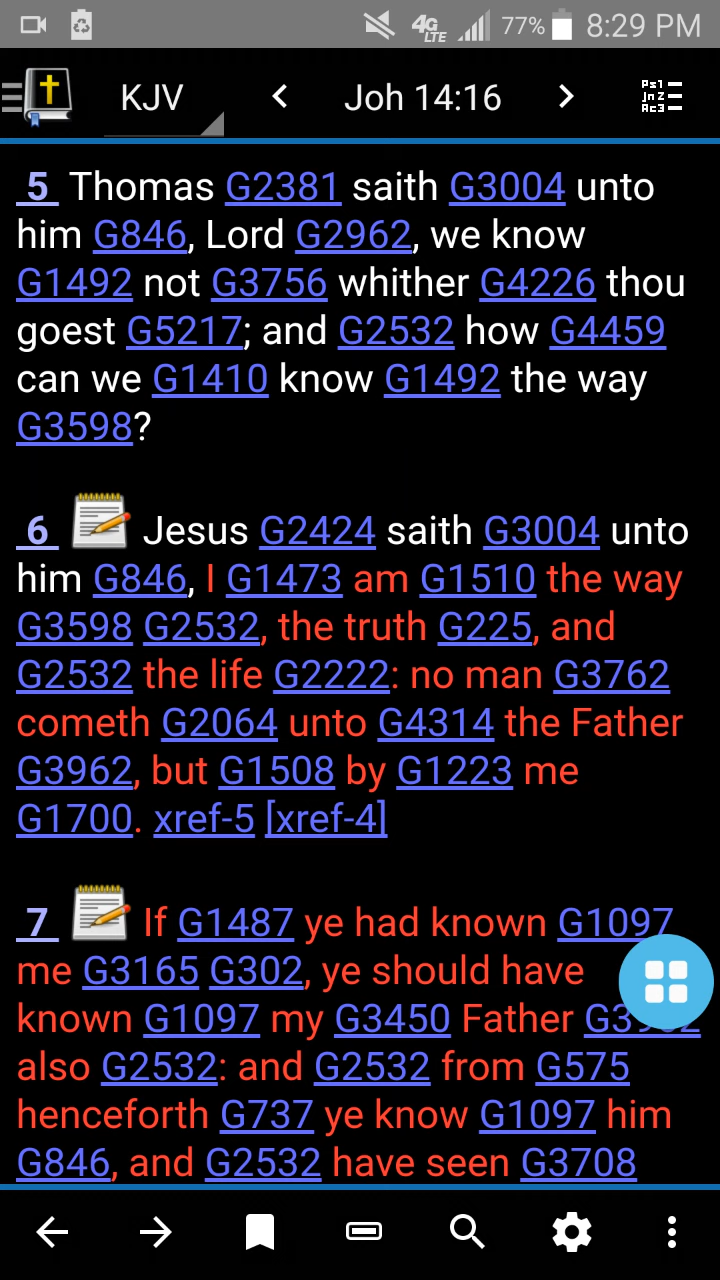 4G LTE 77% 8:29 PM
KJV < Joh 14:16 > Ps1 Jn2 Ac3
5 Thomas G2381 saith G3004 unto
him G846, Lord G2962, we know
G1492 not G3756 whither G4226 thou
goest G5217; and G2532 how G4459
can we G1410 know G1492 the way
G3598?
6 Jesus G2424 saith G3004 unto
him G846, I G1473 am G1510 the way
G3598 G2532, the truth G225, and
G2532 the life G2222: no man G3762
cometh G2064 unto G4314 the Father
G3962, but G1508 by G1223 me
G1700. xref-5 [xref-4]
7 If G1487 ye had known G1097
me G3165 G302, ye should have
known G1097 my G3450 Father
also G2532: and G2532 from G575
henceforth G737 ye know G1097 him
G846, and G2532 have seen G3708